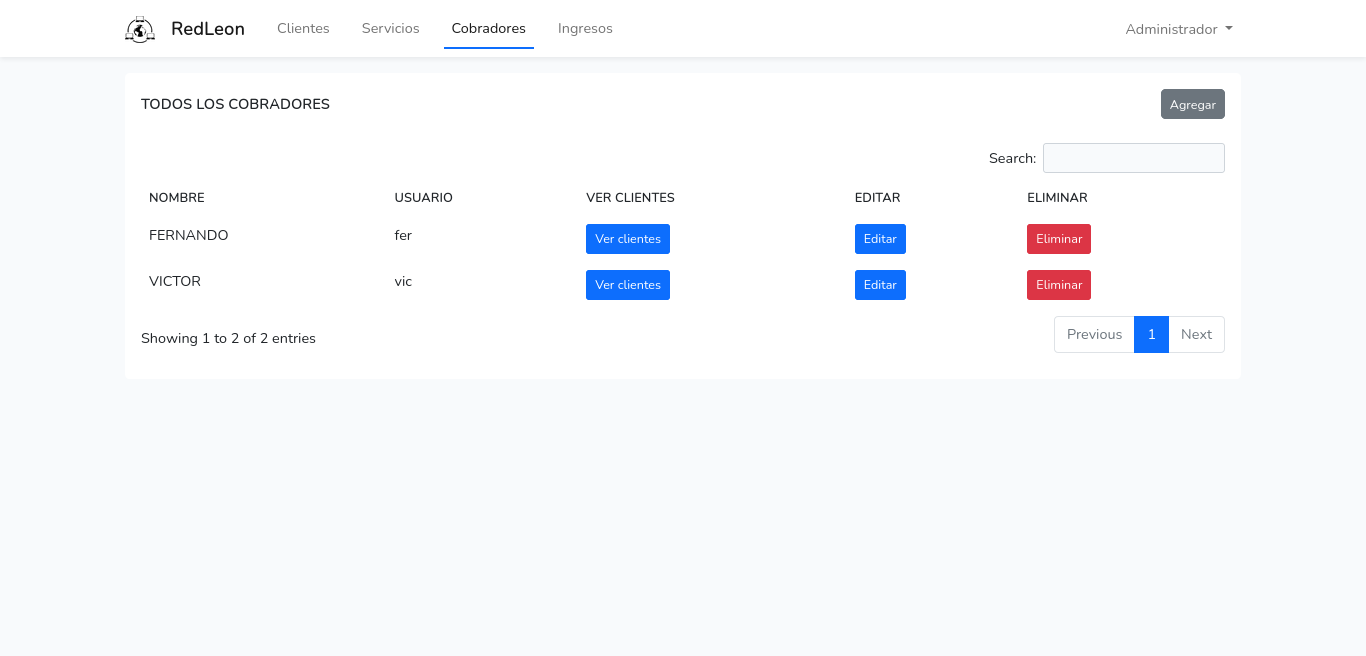 RedLeon Clientes Servicios Cobradores Ingresos Administrador
TODOS LOS COBRADORES Agregar
Search:
NOMBRE USUARIO VER CLIENTES EDITAR ELIMINAR
FERNANDO fer Ver clientes Editar Eliminar
VICTOR vic Ver clientes Editar Eliminar
Showing 1 to 2 of 2 entries Previous 1 Next